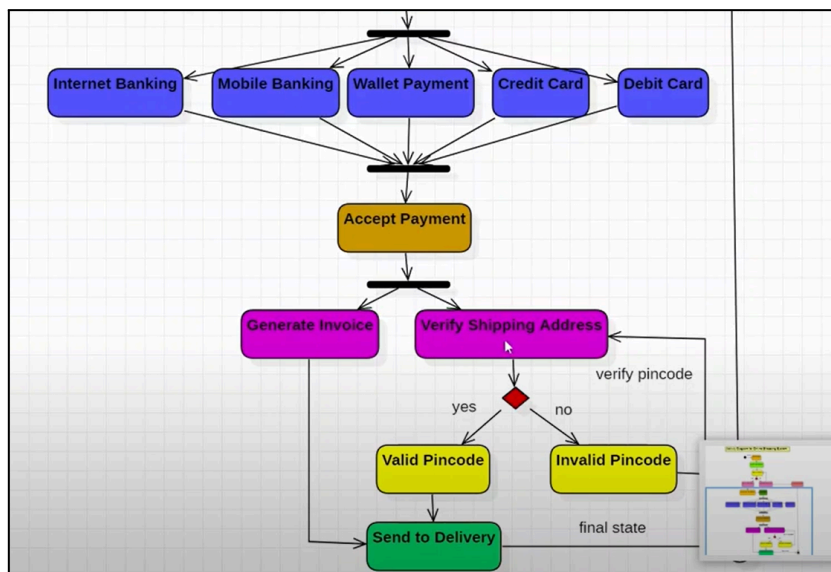 Internet Banking
Mobile Banking
Wallet Payment
Credit Card
Debit Card
Accept Payment
Generate Invoice
Verify Shipping Address
verify pincode
yes
no
Valid Pincode
Invalid Pincode
Send to Delivery
final state